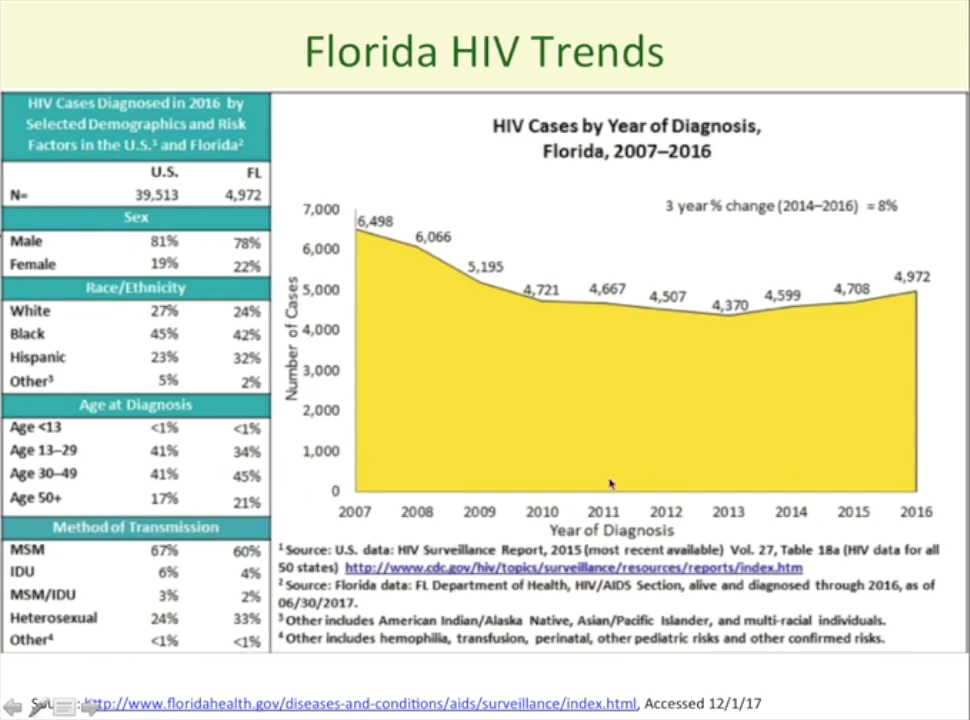 Florida HIV Trends
HIV Cases Diagnosed in 2016 by
Selected Demographics and Risk
Factors in the U.S.¹ and Florida²
U.S. FL
N= 39,513 4,972
Sex
Male 81% 78%
Female 19% 22%
Race/Ethnicity
White 27% 24%
Black 45% 42%
Hispanic 23% 32%
Other³ 5% 2%
Age at Diagnosis
Age <13 <1% <1%
Age 13–29 41% 34%
Age 30–49 41% 45%
Age 50+ 17% 21%
Method of Transmission
MSM 67% 60%
IDU 6% 4%
MSM/IDU 3% 2%
Heterosexual 24% 33%
Other⁴ <1% <1%
HIV Cases by Year of Diagnosis,
Florida, 2007–2016
3 year % change (2014–2016) = 8%
Number of Cases
7,000
6,000
5,000
4,000
3,000
2,000
1,000
0
6,498 6,066 5,195 4,721 4,667 4,507 4,370 4,599 4,708 4,972
2007 2008 2009 2010 2011 2012 2013 2014 2015 2016
Year of Diagnosis
¹ Source: U.S. data: HIV Surveillance Report, 2015 (most recent available) Vol. 27, Table 18a (HIV data for all
50 states) http://www.cdc.gov/hiv/topics/surveillance/resources/reports/index.htm
² Source: Florida data: FL Department of Health, HIV/AIDS Section, alive and diagnosed through 2016, as of
06/30/2017.
³ Other includes American Indian/Alaska Native, Asian/Pacific Islander, and multi-racial individuals.
⁴ Other includes hemophilia, transfusion, perinatal, other pediatric risks and other confirmed risks.
http://www.floridahealth.gov/diseases-and-conditions/aids/surveillance/index.html, Accessed 12/1/17